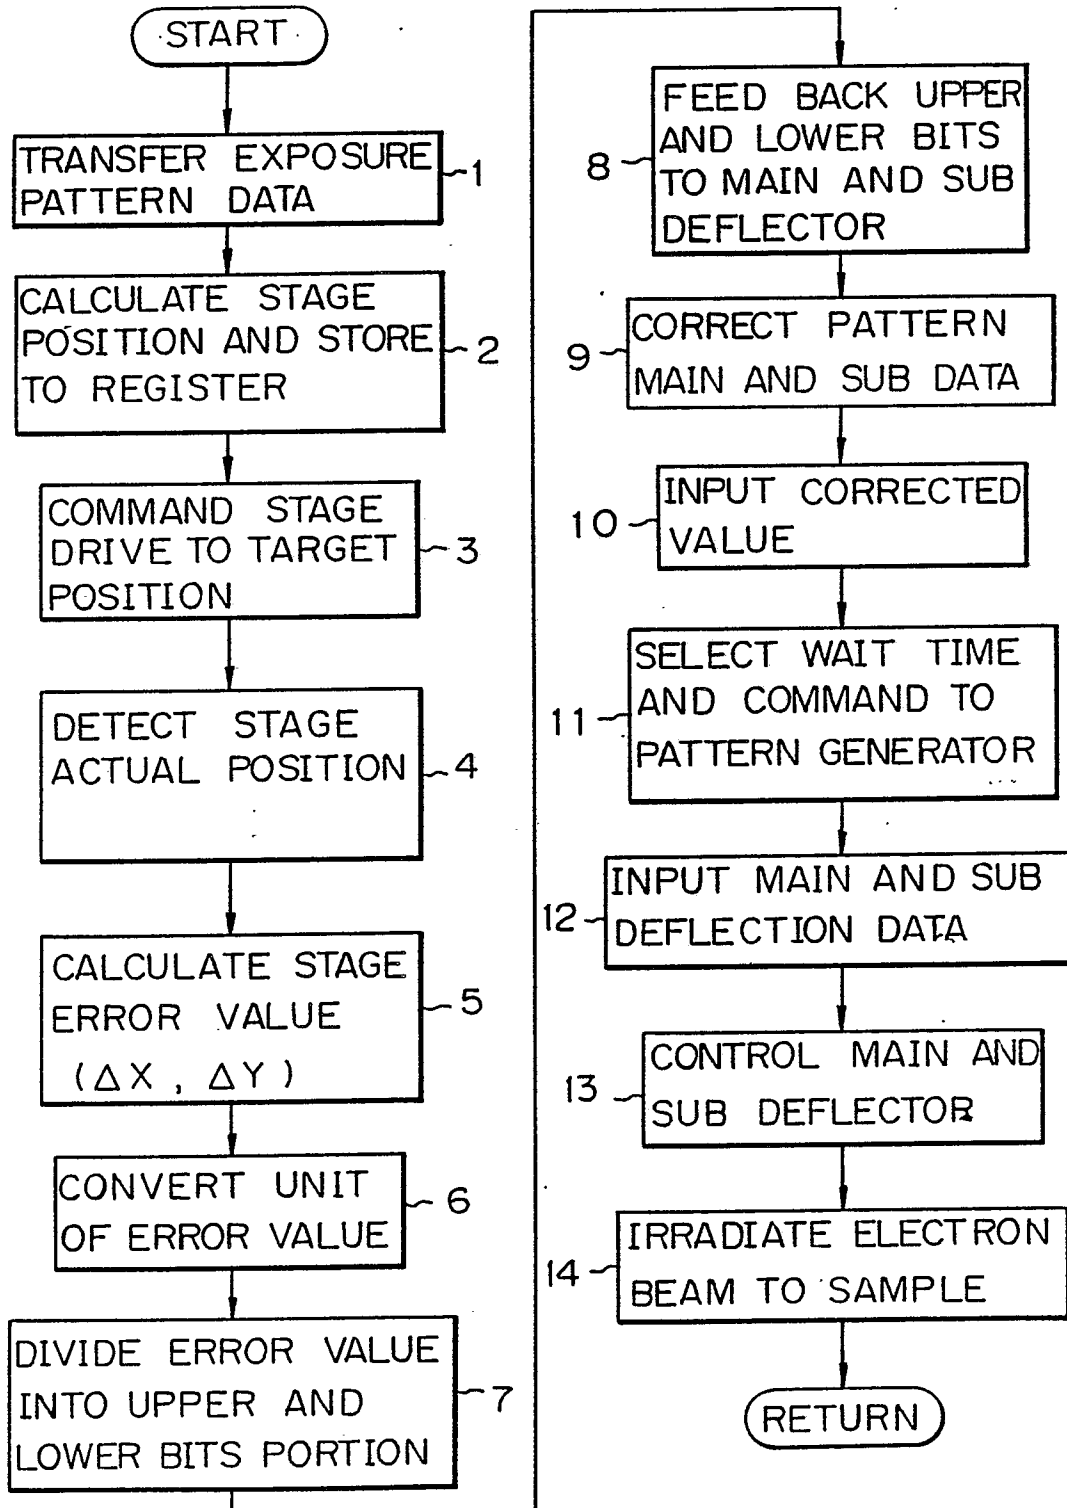 START
TRANSFER EXPOSURE
PATTERN DATA
1
CALCULATE STAGE
POSITION AND STORE
TO REGISTER
2
COMMAND STAGE
DRIVE TO TARGET
POSITION
3
DETECT STAGE
ACTUAL POSITION
4
CALCULATE STAGE
ERROR VALUE
(ΔX, ΔY)
5
CONVERT UNIT
OF ERROR VALUE
6
DIVIDE ERROR VALUE
INTO UPPER AND
LOWER BITS PORTION
7
FEED BACK UPPER
AND LOWER BITS
TO MAIN AND SUB
DEFLECTOR
8
CORRECT PATTERN
MAIN AND SUB DATA
9
INPUT CORRECTED
VALUE
10
SELECT WAIT TIME
AND COMMAND TO
PATTERN GENERATOR
11
INPUT MAIN AND SUB
DEFLECTION DATA
12
CONTROL MAIN AND
SUB DEFLECTOR
13
IRRADIATE ELECTRON
BEAM TO SAMPLE
14
RETURN